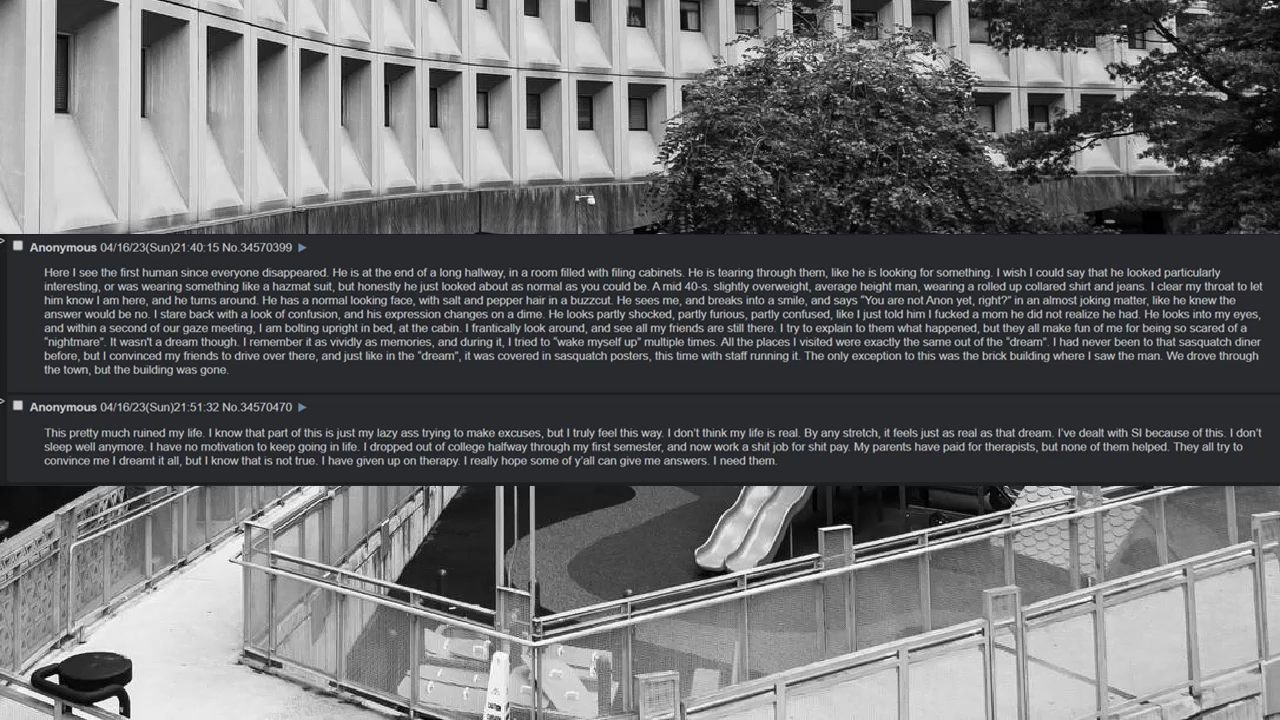 Anonymous 04/16/23(Sun)21:40:15 No.34570399
Here I see the first human since everyone disappeared. He is at the end of a long hallway, in a room filled with filing cabinets. He is tearing through them, like he is looking for something. I wish I could say that he looked particularly
interesting, or was wearing something like a hazmat suit, but honestly he just looked about as normal as you could be. A mid 40-s. slightly overweight, average height man, wearing a rolled up collared shirt and jeans. I clear my throat to let
him know I am here, and he turns around. He has a normal looking face, with salt and pepper hair in a buzzcut. He sees me, and breaks into a smile, and says "You are not Anon yet, right?" in an almost joking matter, like he knew the
answer would be no. I stare back with a look of confusion, and his expression changes on a dime. He looks partly shocked, partly furious, partly confused, like I just told him I fucked a mom he did not realize he had. He looks into my eyes,
and within a second of our gaze meeting, I am bolting upright in bed, at the cabin. I frantically look around, and see all my friends are still there. I try to explain to them what happened, but they all make fun of me for being so scared of a
"nightmare". It wasn't a dream though. I remember it as vividly as memories, and during it, I tried to "wake myself up" multiple times. All the places I visited were exactly the same out of the "dream". I had never been to that sasquatch diner
before, but I convinced my friends to drive over there, and just like in the "dream", it was covered in sasquatch posters, this time with staff running it. The only exception to this was the brick building where I saw the man. We drove through
the town, but the building was gone.
Anonymous 04/16/23(Sun)21:51:32 No.34570470
This pretty much ruined my life. I know that part of this is just my lazy ass trying to make excuses, but I truly feel this way. I don't think my life is real. By any stretch, it feels just as real as that dream. I've dealt with SI because of this. I don't
sleep well anymore. I have no motivation to keep going in life. I dropped out of college halfway through my first semester, and now work a shit job for shit pay. My parents have paid for therapists, but none of them helped. They all try to
convince me I dreamt it all, but I know that is not true. I have given up on therapy. I really hope some of y'all can give me answers. I need them.